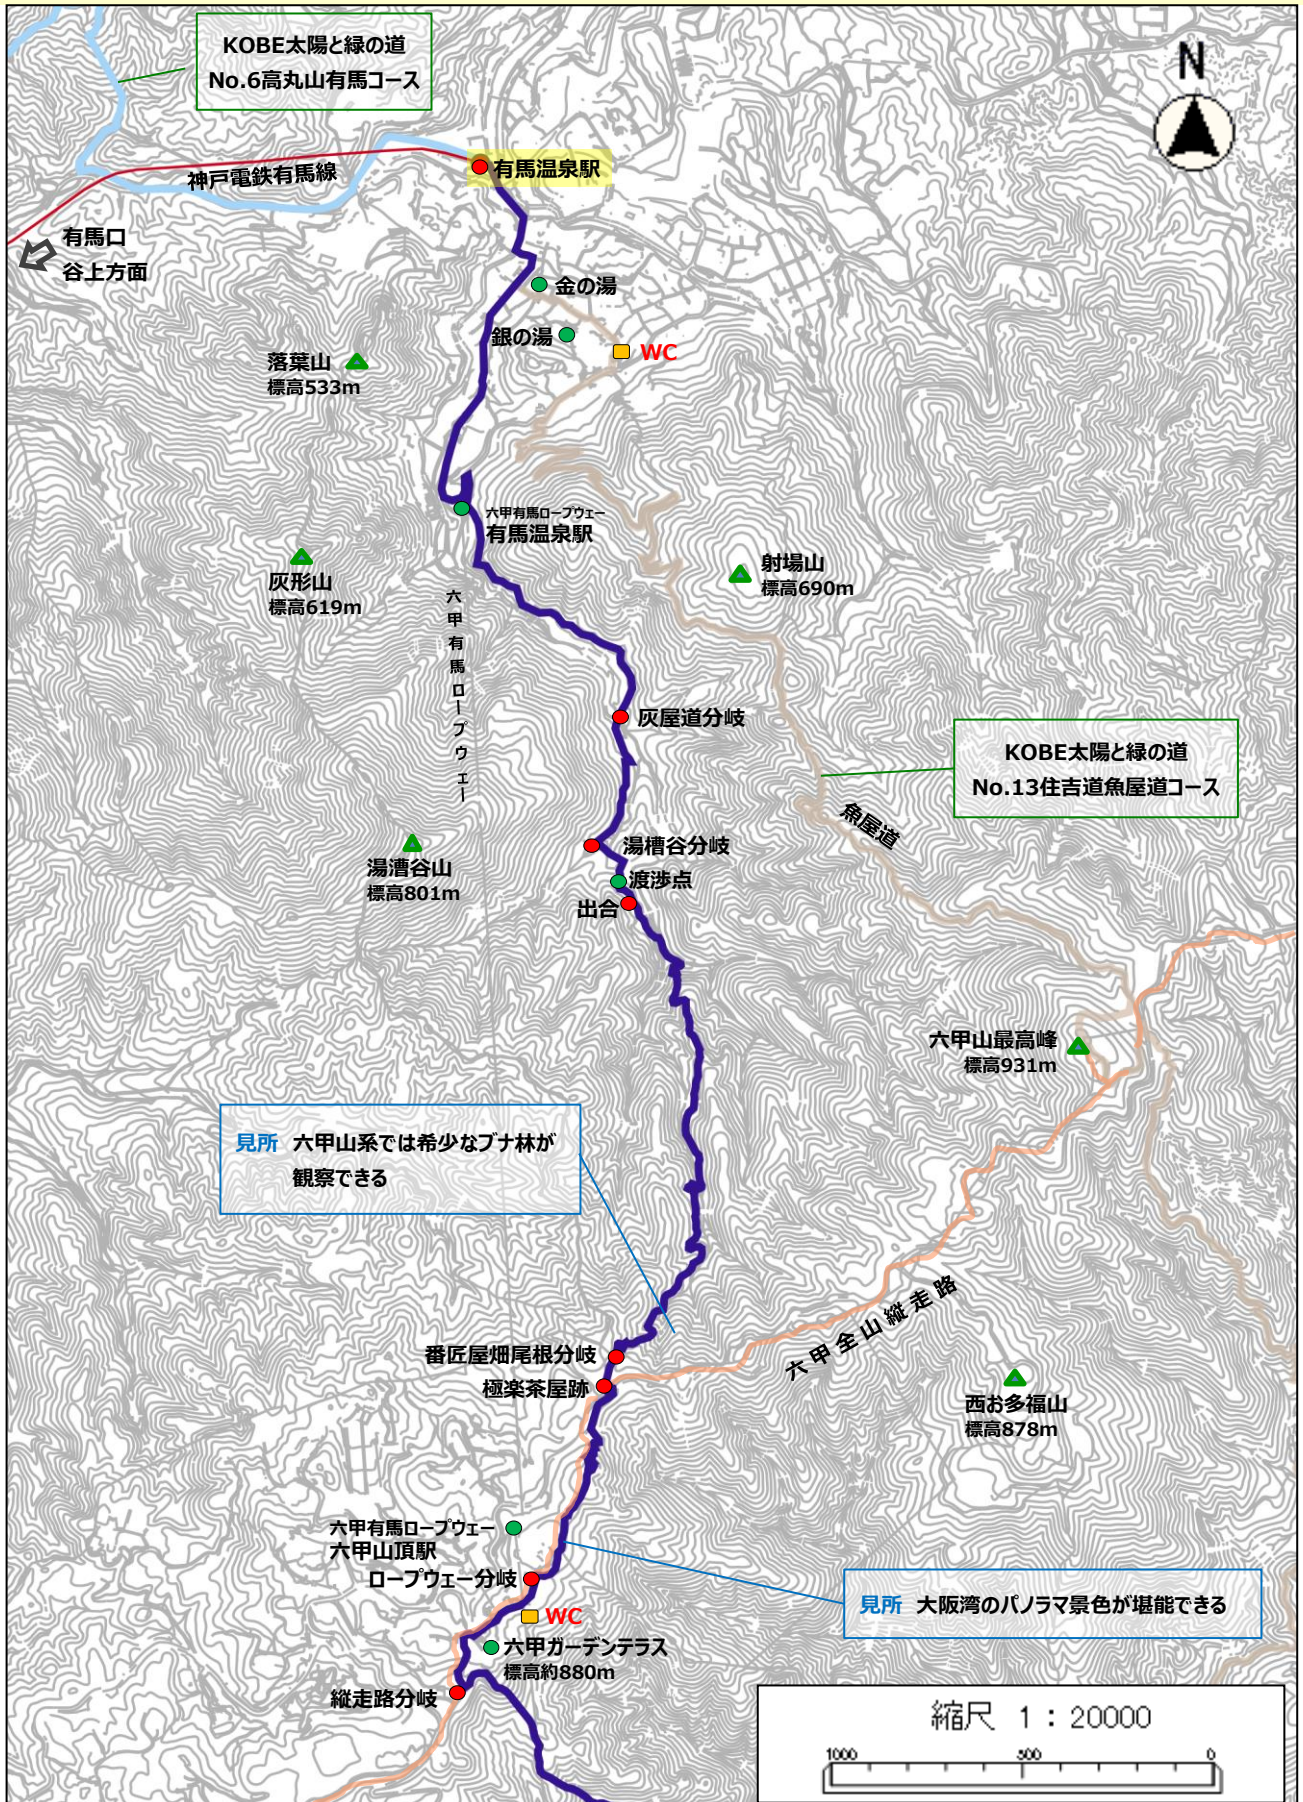 KOBE太陽と緑の道
No.6高丸山有馬コース
N
神戸電鉄有馬線
有馬温泉駅
有馬口
谷上方面
金の湯
銀の湯
WC
落葉山
標高533m
六甲有馬ロープウェー
有馬温泉駅
灰形山
標高619m
射場山
標高690m
六甲有馬ロープウェー
灰屋道分岐
KOBE太陽と緑の道
No.13住吉道魚屋道コース
魚屋道
湯槽谷分岐
湯漕谷山
標高801m
渡渉点
出合
六甲山最高峰
標高931m
見所 六甲山系では希少なブナ林が
観察できる
六甲全山縦走路
番匠屋畑尾根分岐
極楽茶屋跡
西お多福山
標高878m
六甲有馬ロープウェー
六甲山頂駅
ロープウェー分岐
見所 大阪湾のパノラマ景色が堪能できる
WC
六甲ガーデンテラス
標高約880m
縦走路分岐
縮尺 1：20000
1000 500 0